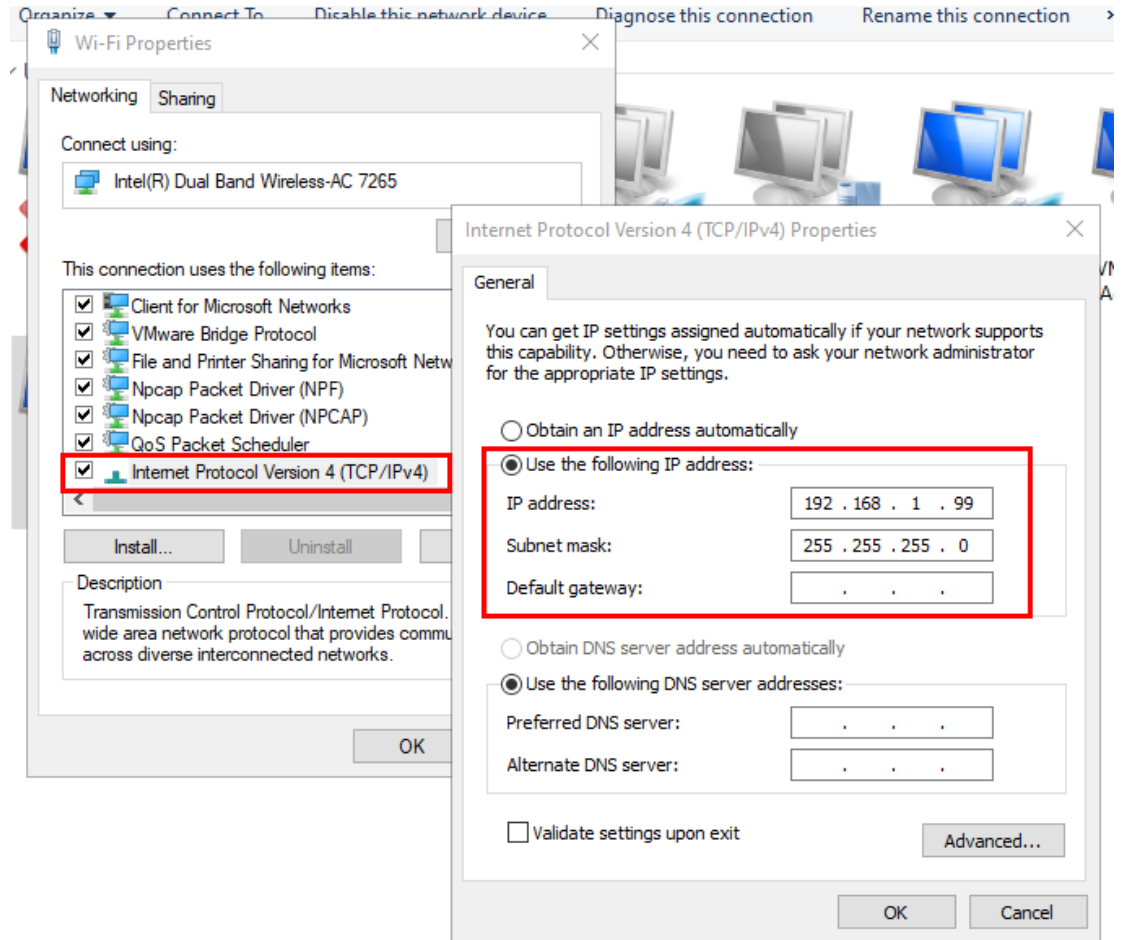 Organize Connect To Disable this network device Diagnose this connection Rename this connection
Wi-Fi Properties
Networking Sharing
Connect using:
Intel(R) Dual Band Wireless-AC 7265
This connection uses the following items:
Client for Microsoft Networks
VMware Bridge Protocol
File and Printer Sharing for Microsoft Netw
Npcap Packet Driver (NPF)
Npcap Packet Driver (NPCAP)
QoS Packet Scheduler
Internet Protocol Version 4 (TCP/IPv4)
Install... Uninstall
Description
Transmission Control Protocol/Internet Protocol.
wide area network protocol that provides commu
across diverse interconnected networks.
OK
Internet Protocol Version 4 (TCP/IPv4) Properties
General
You can get IP settings assigned automatically if your network supports
this capability. Otherwise, you need to ask your network administrator
for the appropriate IP settings.
Obtain an IP address automatically
Use the following IP address:
IP address: 192 . 168 . 1 . 99
Subnet mask: 255 . 255 . 255 . 0
Default gateway: . . .
Obtain DNS server address automatically
Use the following DNS server addresses:
Preferred DNS server: . . .
Alternate DNS server: . . .
Validate settings upon exit
Advanced...
OK Cancel